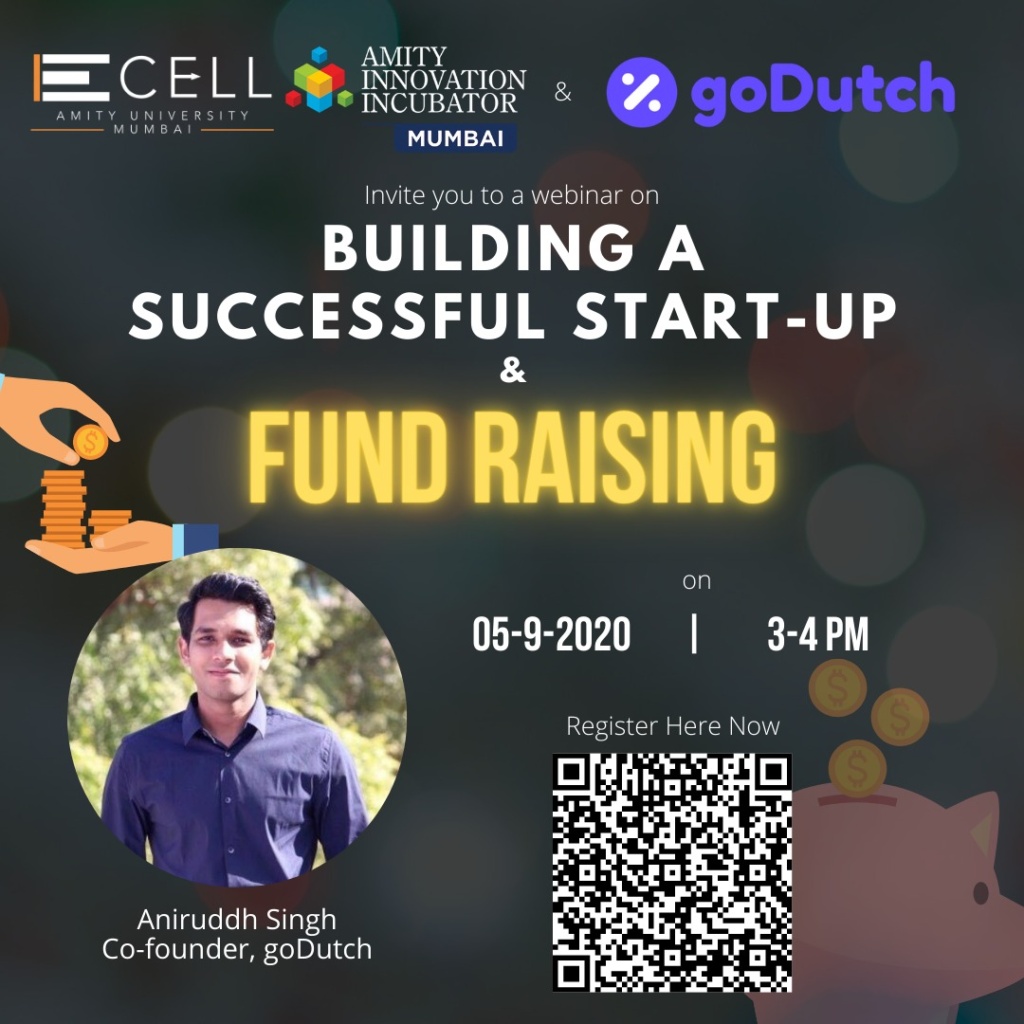 E CELL
AMITY UNIVERSITY
MUMBAI
AMITY
INNOVATION
INCUBATOR
MUMBAI
&
goDutch
Invite you to a webinar on
BUILDING A
SUCCESSFUL START-UP
&
FUND RAISING
on
05-9-2020 | 3-4 PM
Register Here Now
Aniruddh Singh
Co-founder, goDutch